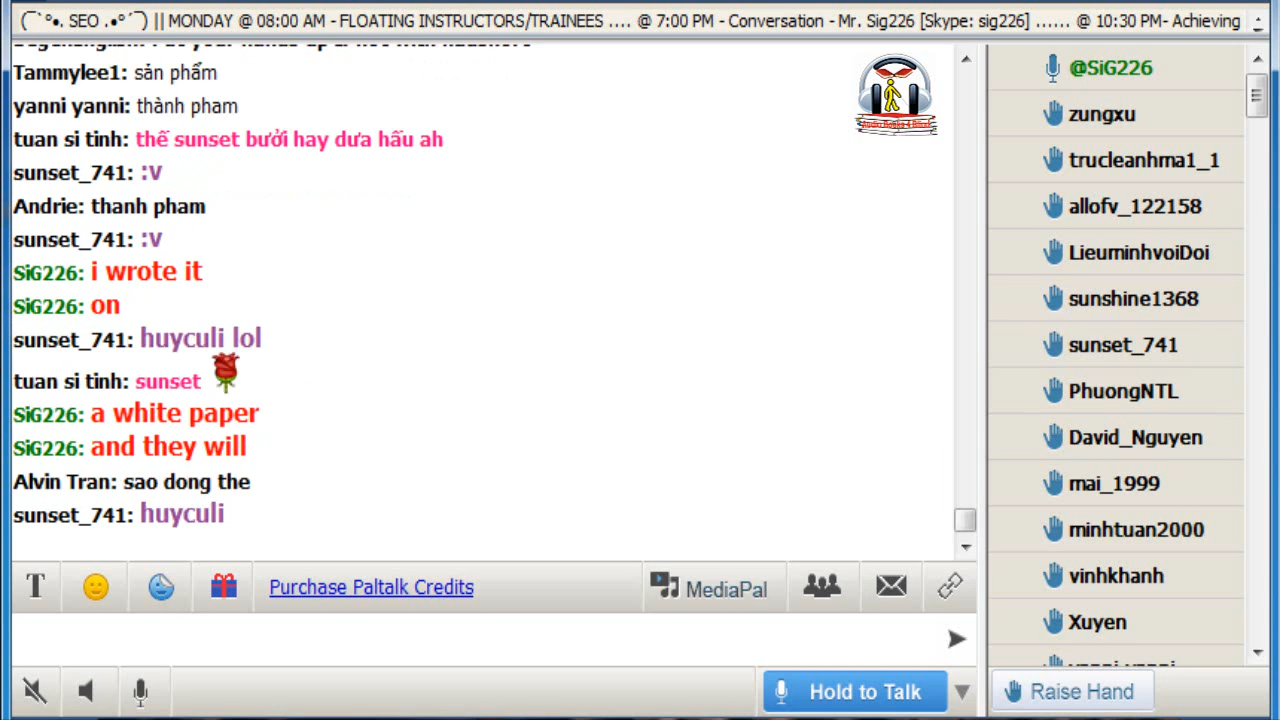 (¯`°•. SEO .•°´¯) || MONDAY @ 08:00 AM - FLOATING INSTRUCTORS/TRAINEES .... @ 7:00 PM - Conversation - Mr. Sig226 [Skype: sig226] ...... @ 10:30 PM- Achieving
Tammylee1: sản phẩm
yanni yanni: thành pham
tuan si tinh: thế sunset bưởi hay dưa hấu ah
sunset_741: :v
Andrie: thanh pham
sunset_741: :v
SiG226: i wrote it
SiG226: on
sunset_741: huyculi lol
tuan si tinh: sunset
SiG226: a white paper
SiG226: and they will
Alvin Tran: sao dong the
sunset_741: huyculi
@SiG226
zungxu
trucleanhma1_1
allofv_122158
LieuminhvoiDoi
sunshine1368
sunset_741
PhuongNTL
David_Nguyen
mai_1999
minhtuan2000
vinhkhanh
Xuyen
T
Purchase Paltalk Credits
MediaPal
Hold to Talk
Raise Hand